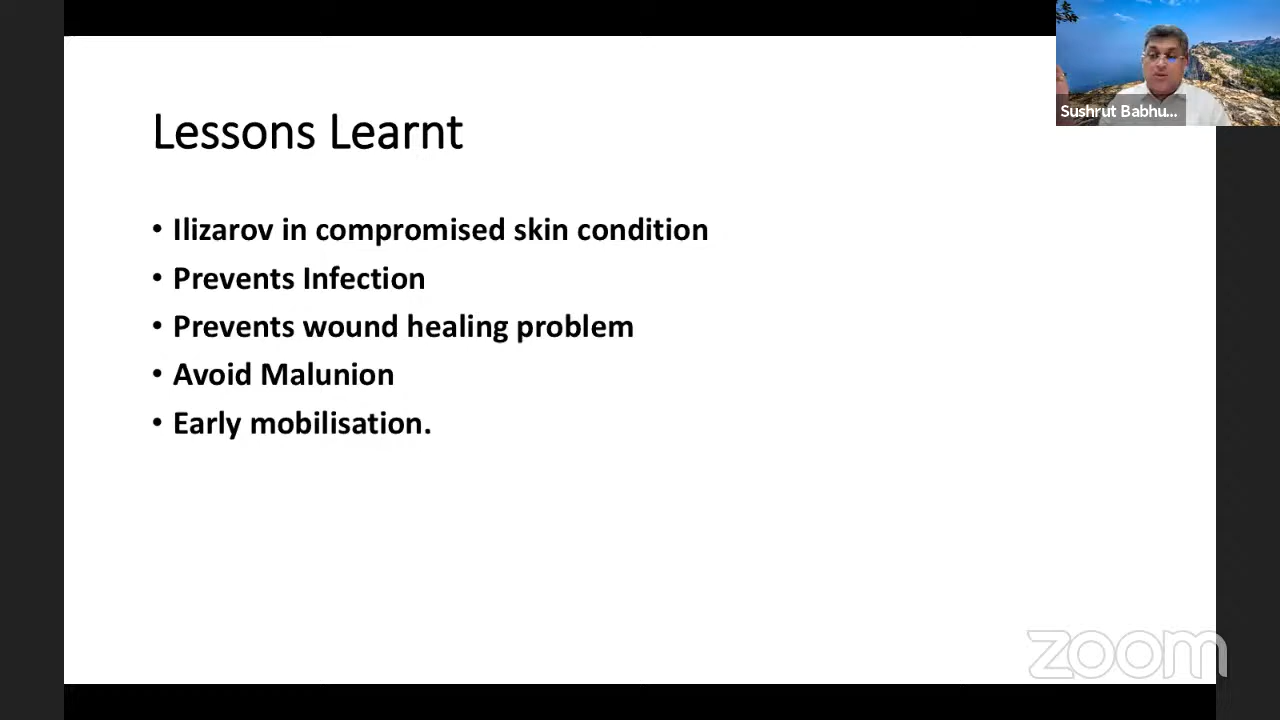 Sushrut Babhu...
Lessons Learnt
• Ilizarov in compromised skin condition
• Prevents Infection
• Prevents wound healing problem
• Avoid Malunion
• Early mobilisation.
zoom